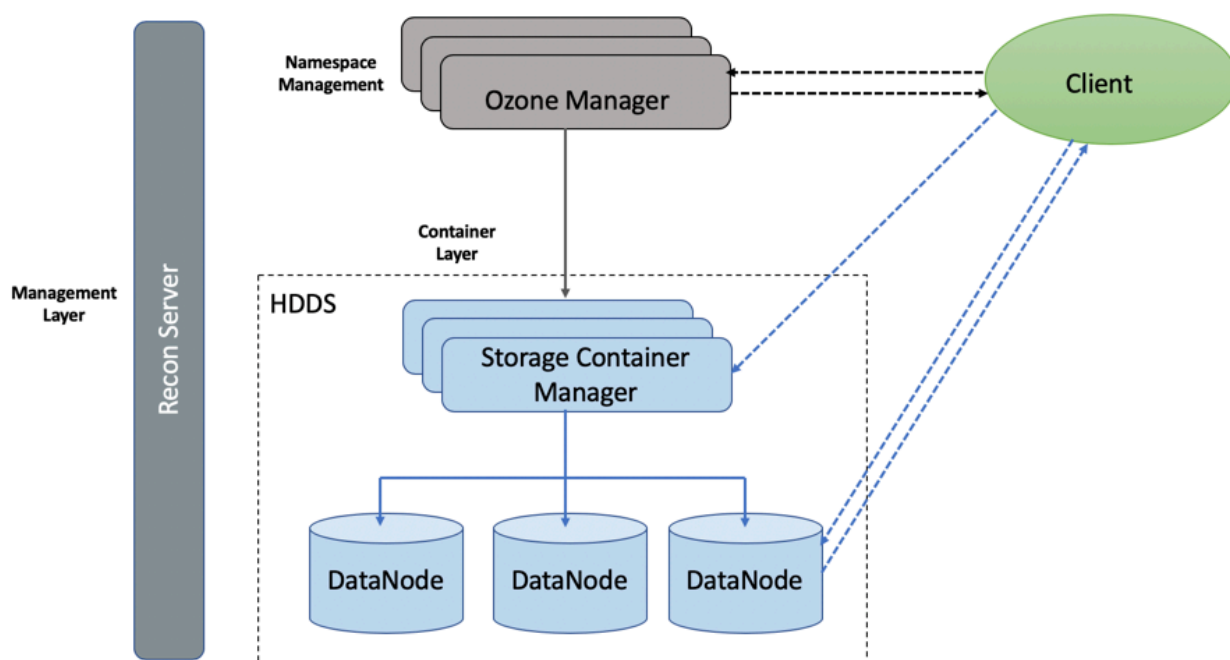 Namespace
Management
Ozone Manager
Client
Container
Layer
Management
Layer
Recon Server
HDDS
Storage Container
Manager
DataNode
DataNode
DataNode